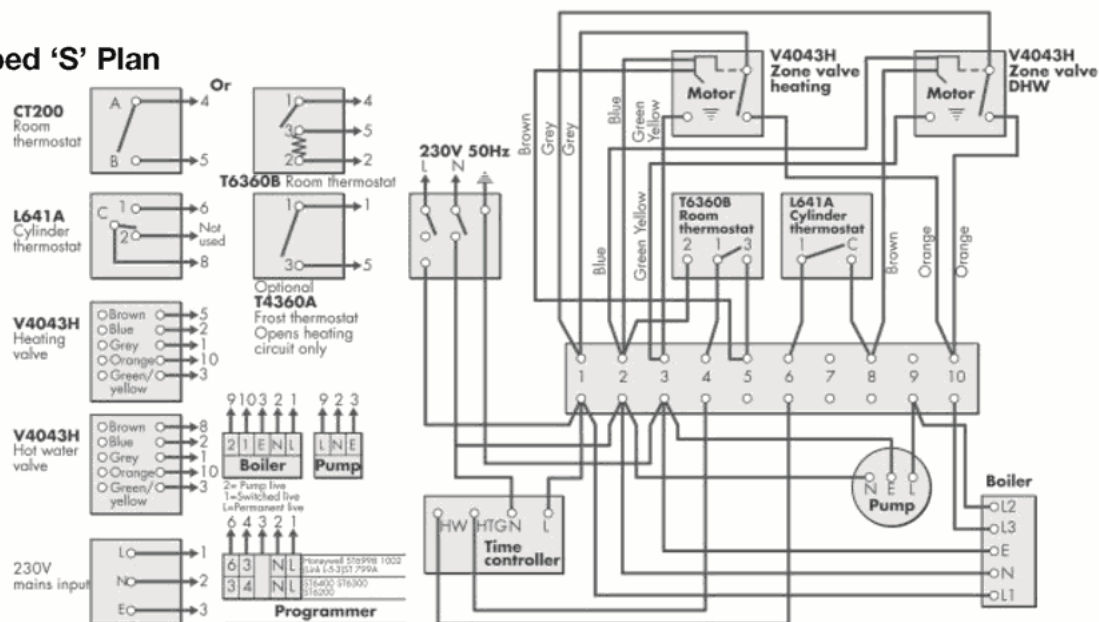 ped ‘S’ Plan
CT200
Room
thermostat
A
B
4
5
Or
1
3
2
4
5
2
T6360B Room thermostat
L641A
Cylinder
thermostat
C
1
2
6
Not
used
8
1
3
1
5
Optional
T4360A
Frost thermostat
Opens heating
circuit only
V4043H
Heating
valve
Brown 5
Blue 2
Grey 1
Orange 10
Green/ 3
yellow
V4043H
Hot water
valve
Brown 8
Blue 2
Grey 1
Orange 10
Green/ 3
yellow
9 10 3 2 1
2 1 E N L
Boiler
2= Pump live
1=Switched live
L=Permanent live
9 2 3
L N E
Pump
230V
mains input
L 1
N 2
E 3
6 4 3 2 1
6 3 N L
3 4 N L
Honeywell ST699B 1002
ST799A
ST6400 ST6300
ST6200
Programmer
230V 50Hz
L N
Brown
Grey
Grey
Blue
Green
Yellow
Blue
Green Yellow
Motor
V4043H
Zone valve
heating
Motor
V4043H
Zone valve
DHW
T6360B
Room
thermostat
2 1 3
L641A
Cylinder
thermostat
1 C
Brown
Orange
Orange
1 2 3 4 5 6 7 8 9 10
HW HTG N L
Time
controller
N E L
Pump
Boiler
L2
L3
E
N
L1